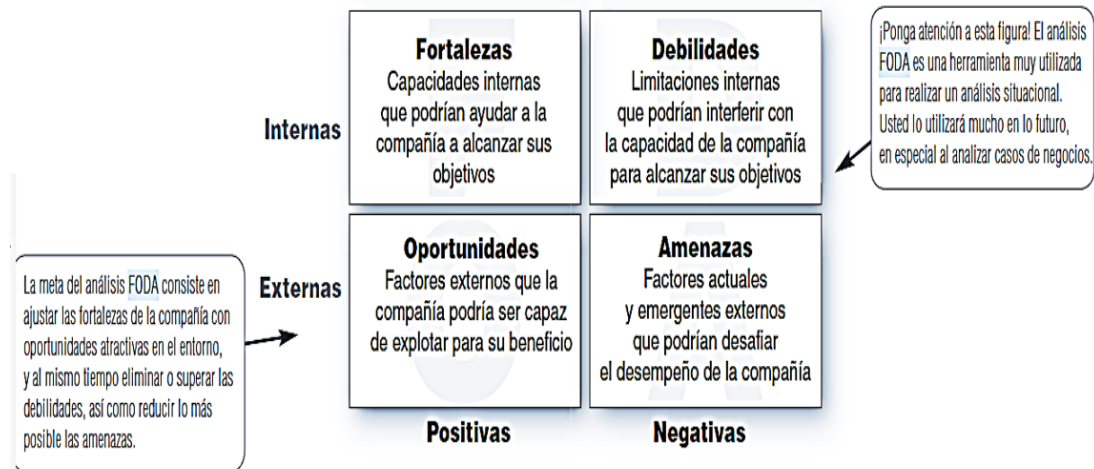 Fortalezas
Capacidades internas
que podrían ayudar a la
compañía a alcanzar sus
objetivos
Debilidades
Limitaciones internas
que podrían interferir con
la capacidad de la compañía
para alcanzar sus objetivos
¡Ponga atención a esta figura! El análisis
FODA es una herramienta muy utilizada
para realizar un análisis situacional.
Usted lo utilizará mucho en lo futuro,
en especial al analizar casos de negocios.
Internas
Oportunidades
Factores externos que la
compañía podría ser capaz
de explotar para su beneficio
Amenazas
Factores actuales
y emergentes externos
que podrían desafiar
el desempeño de la compañía
Externas
La meta del análisis FODA consiste en
ajustar las fortalezas de la compañía con
oportunidades atractivas en el entorno,
y al mismo tiempo eliminar o superar las
debilidades, así como reducir lo más
posible las amenazas.
Positivas
Negativas